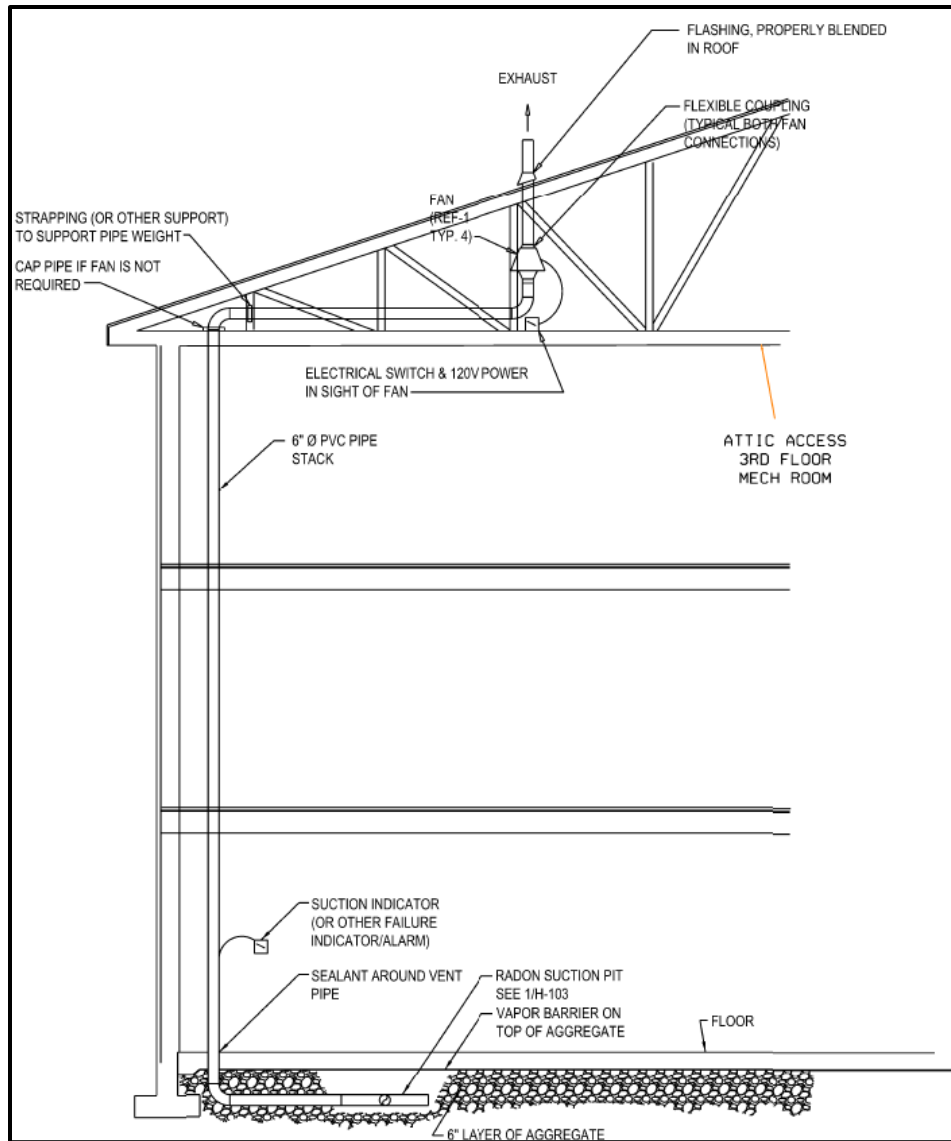 FLASHING, PROPERLY BLENDED
IN ROOF
EXHAUST
FLEXIBLE COUPLING
(TYPICAL BOTH FAN
CONNECTIONS)
FAN
(REF-1
TYP. 4)
STRAPPING (OR OTHER SUPPORT)
TO SUPPORT PIPE WEIGHT
CAP PIPE IF FAN IS NOT
REQUIRED
ELECTRICAL SWITCH & 120V POWER
IN SIGHT OF FAN
6" Ø PVC PIPE
STACK
ATTIC ACCESS
3RD FLOOR
MECH ROOM
SUCTION INDICATOR
(OR OTHER FAILURE
INDICATOR/ALARM)
SEALANT AROUND VENT
PIPE
RADON SUCTION PIT
SEE 1/H-103
VAPOR BARRIER ON
TOP OF AGGREGATE
FLOOR
6" LAYER OF AGGREGATE